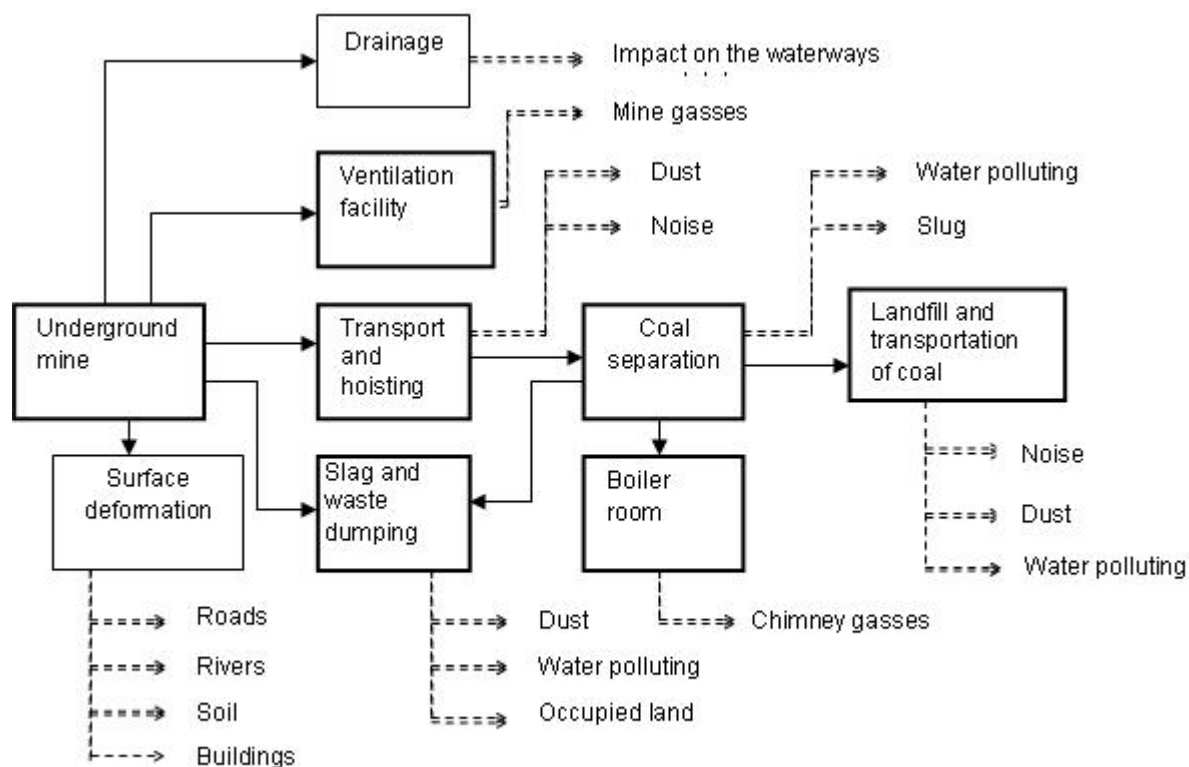 Drainage
Impact on the waterways
Mine gasses
Ventilation
facility
Dust
Noise
Water polluting
Slug
Underground
mine
Transport
and
hoisting
Coal
separation
Landfill and
transportation
of coal
Surface
deformation
Slag and
waste
dumping
Boiler
room
Noise
Dust
Water polluting
Roads
Rivers
Soil
Buildings
Dust
Water polluting
Occupied land
Chimney gasses